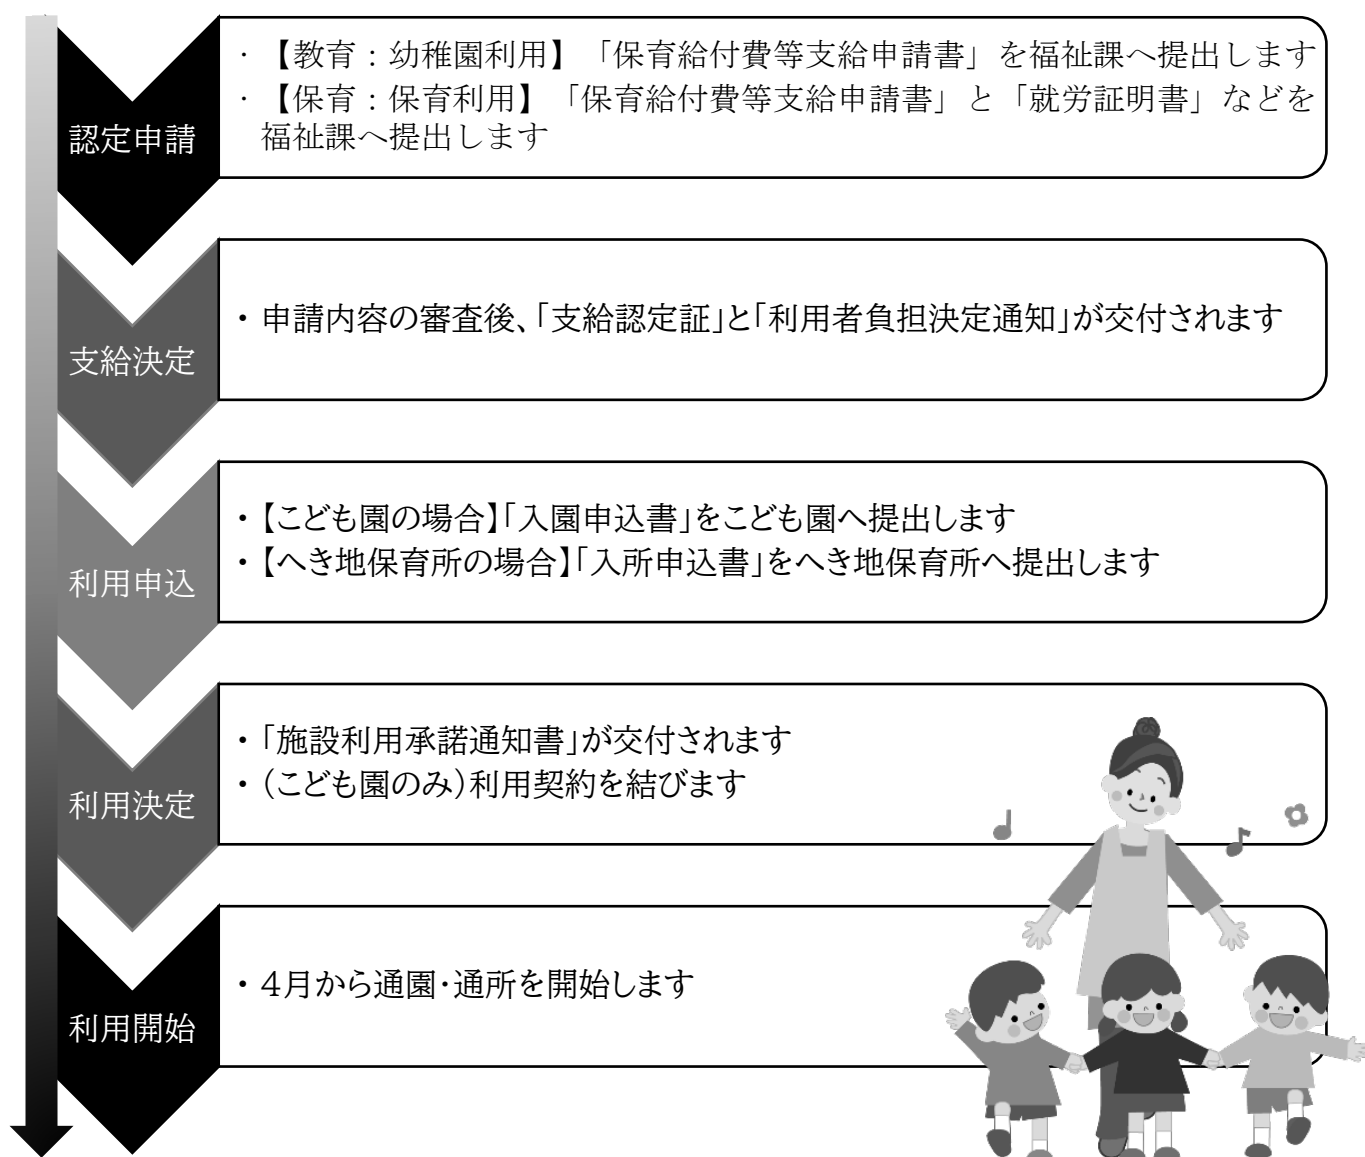 認定申請
・【教育：幼稚園利用】「保育給付費等支給申請書」を福祉課へ提出します
・【保育：保育利用】「保育給付費等支給申請書」と「就労証明書」などを
福祉課へ提出します
支給決定
・申請内容の審査後、「支給認定証」と「利用者負担決定通知」が交付されます
利用申込
・【こども園の場合】「入園申込書」をこども園へ提出します
・【へき地保育所の場合】「入所申込書」をへき地保育所へ提出します
利用決定
・「施設利用承諾通知書」が交付されます
・（こども園のみ）利用契約を結びます
利用開始
・４月から通園・通所を開始します